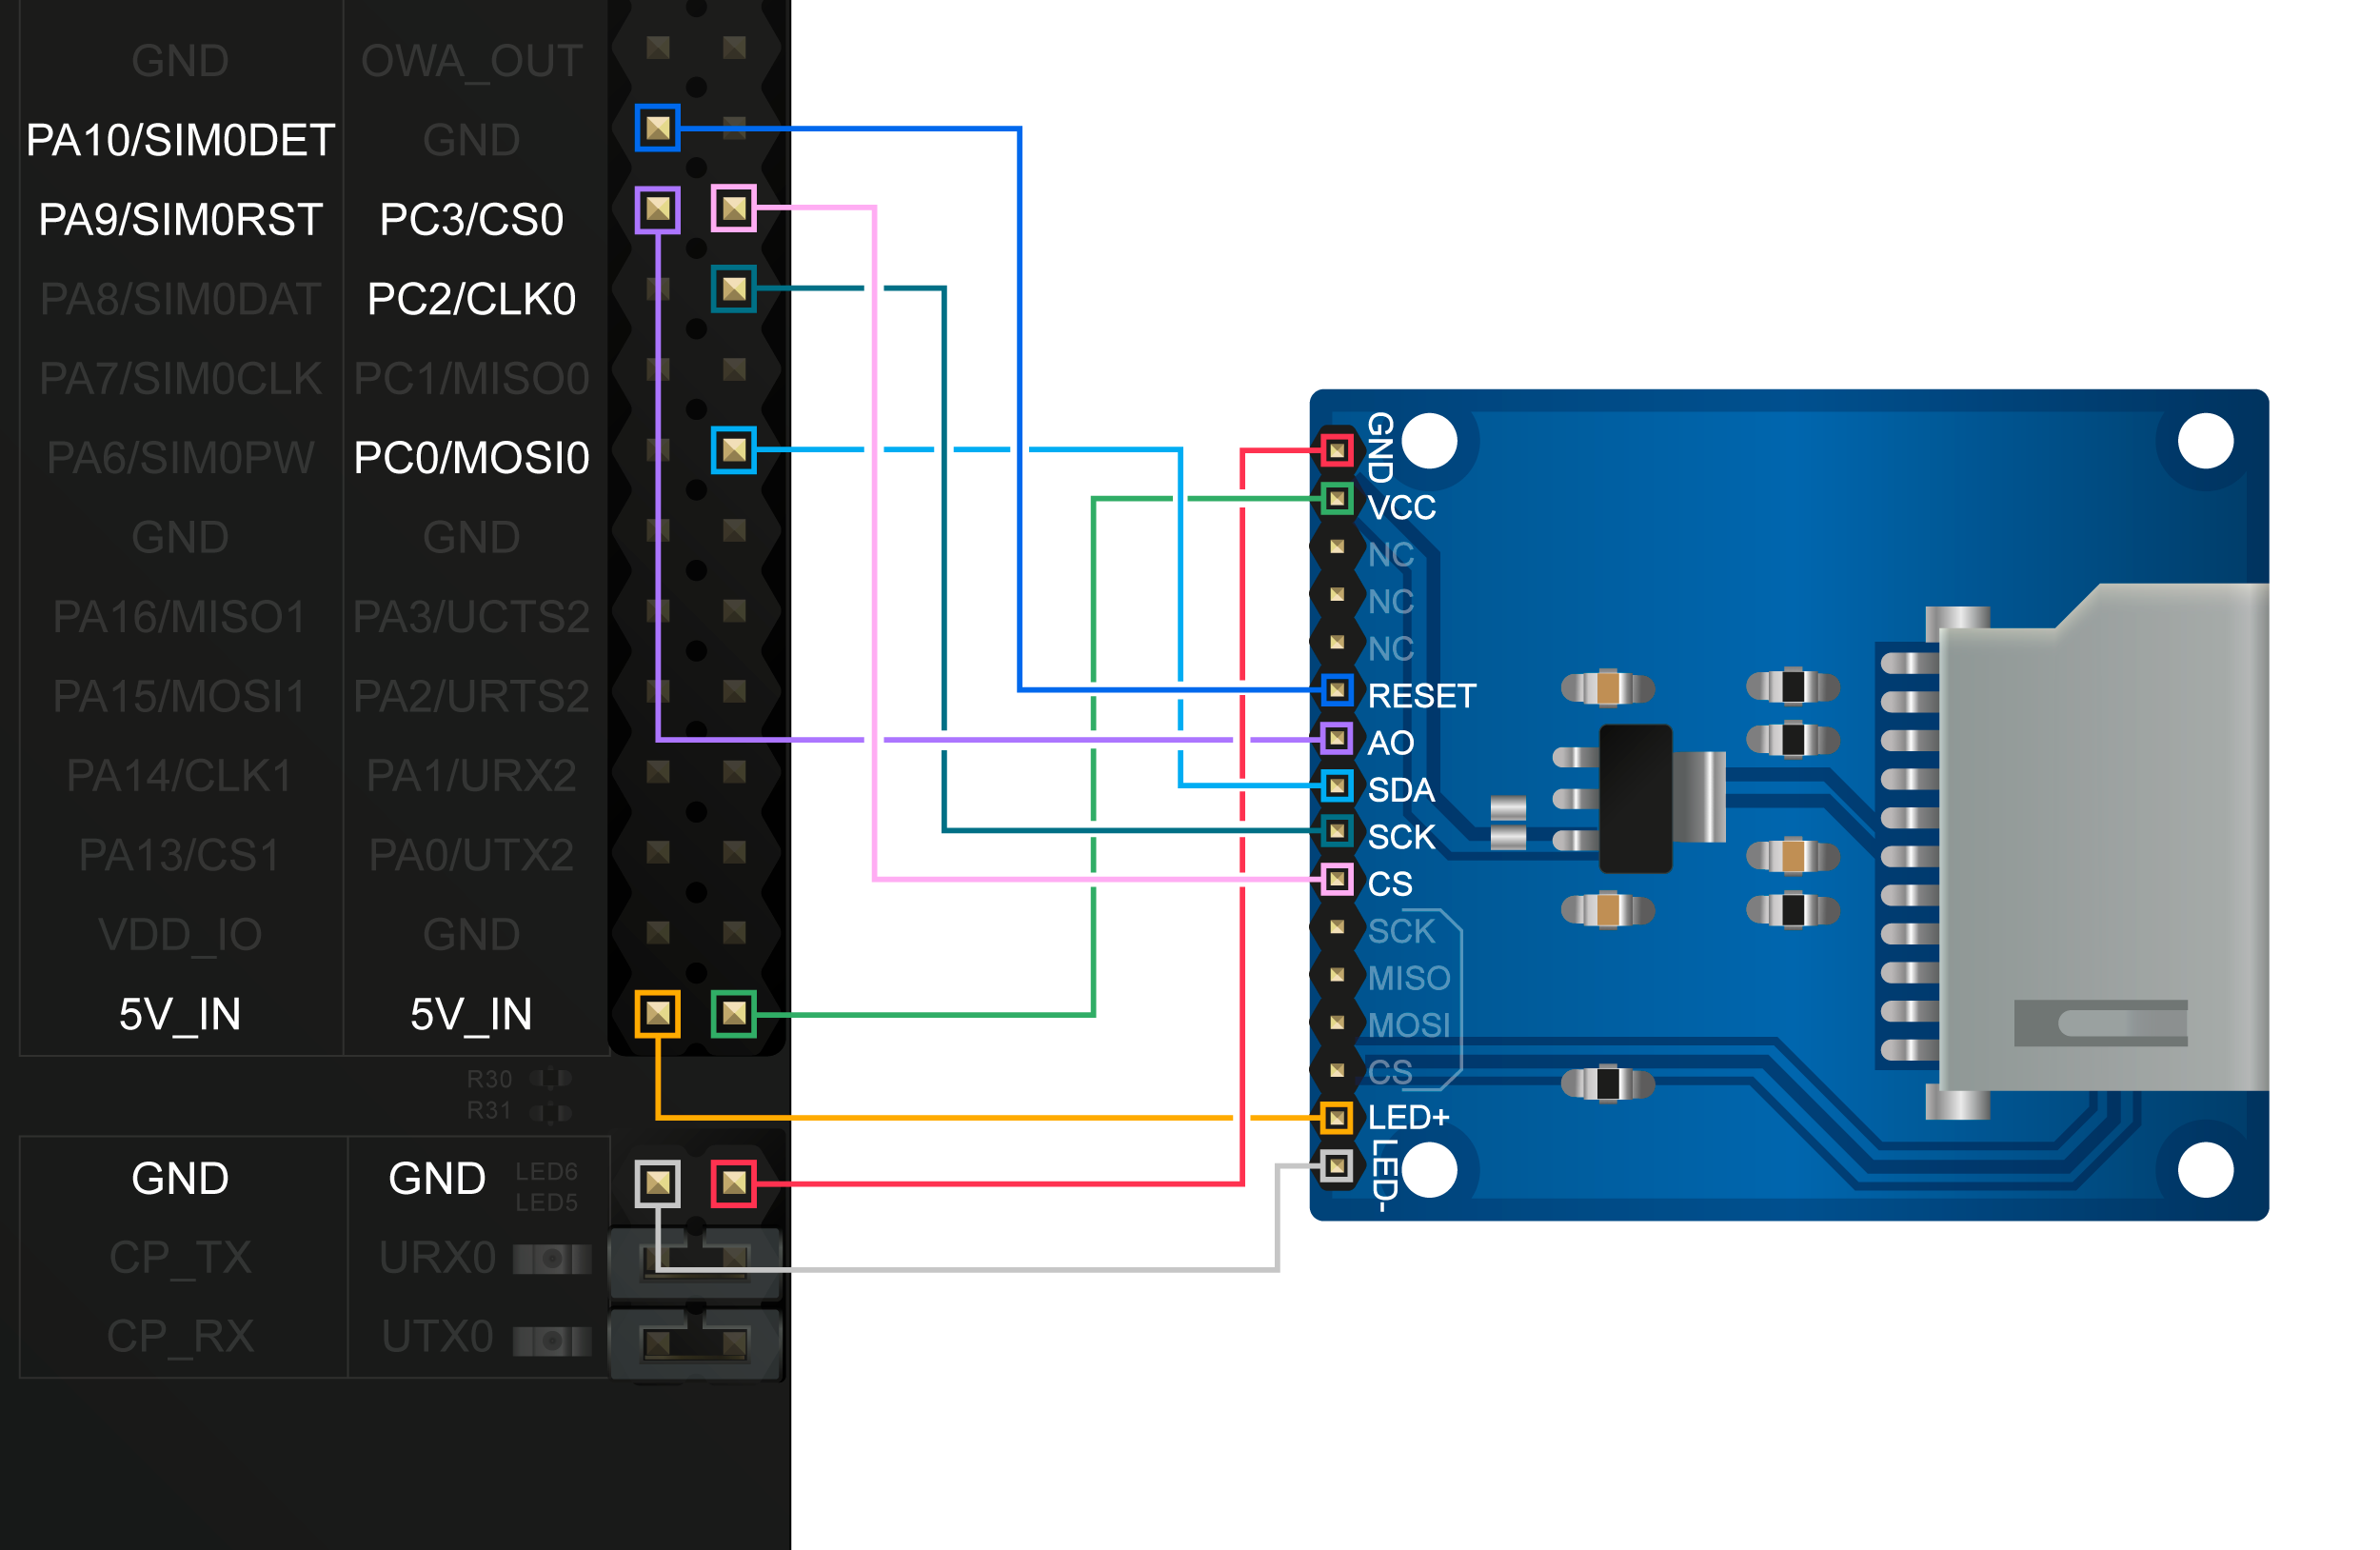 GND OWA_OUT
PA10/SIM0DET GND
PA9/SIM0RST PC3/CS0
PA8/SIM0DAT PC2/CLK0
PA7/SIM0CLK PC1/MISO0
PA6/SIM0PW PC0/MOSI0
GND GND
PA16/MISO1 PA3/UCTS2
PA15/MOSI1 PA2/URTS2
PA14/CLK1 PA1/URX2
PA13/CS1 PA0/UTX2
VDD_IO GND
5V_IN 5V_IN
R30
R31
GND GND LED6
LED5
CP_TX URX0
CP_RX UTX0
GND
VCC
NC
NC
NC
RESET
AO
SDA
SCK
CS
SCK
MISO
MOSI
CS
LED+
LED-